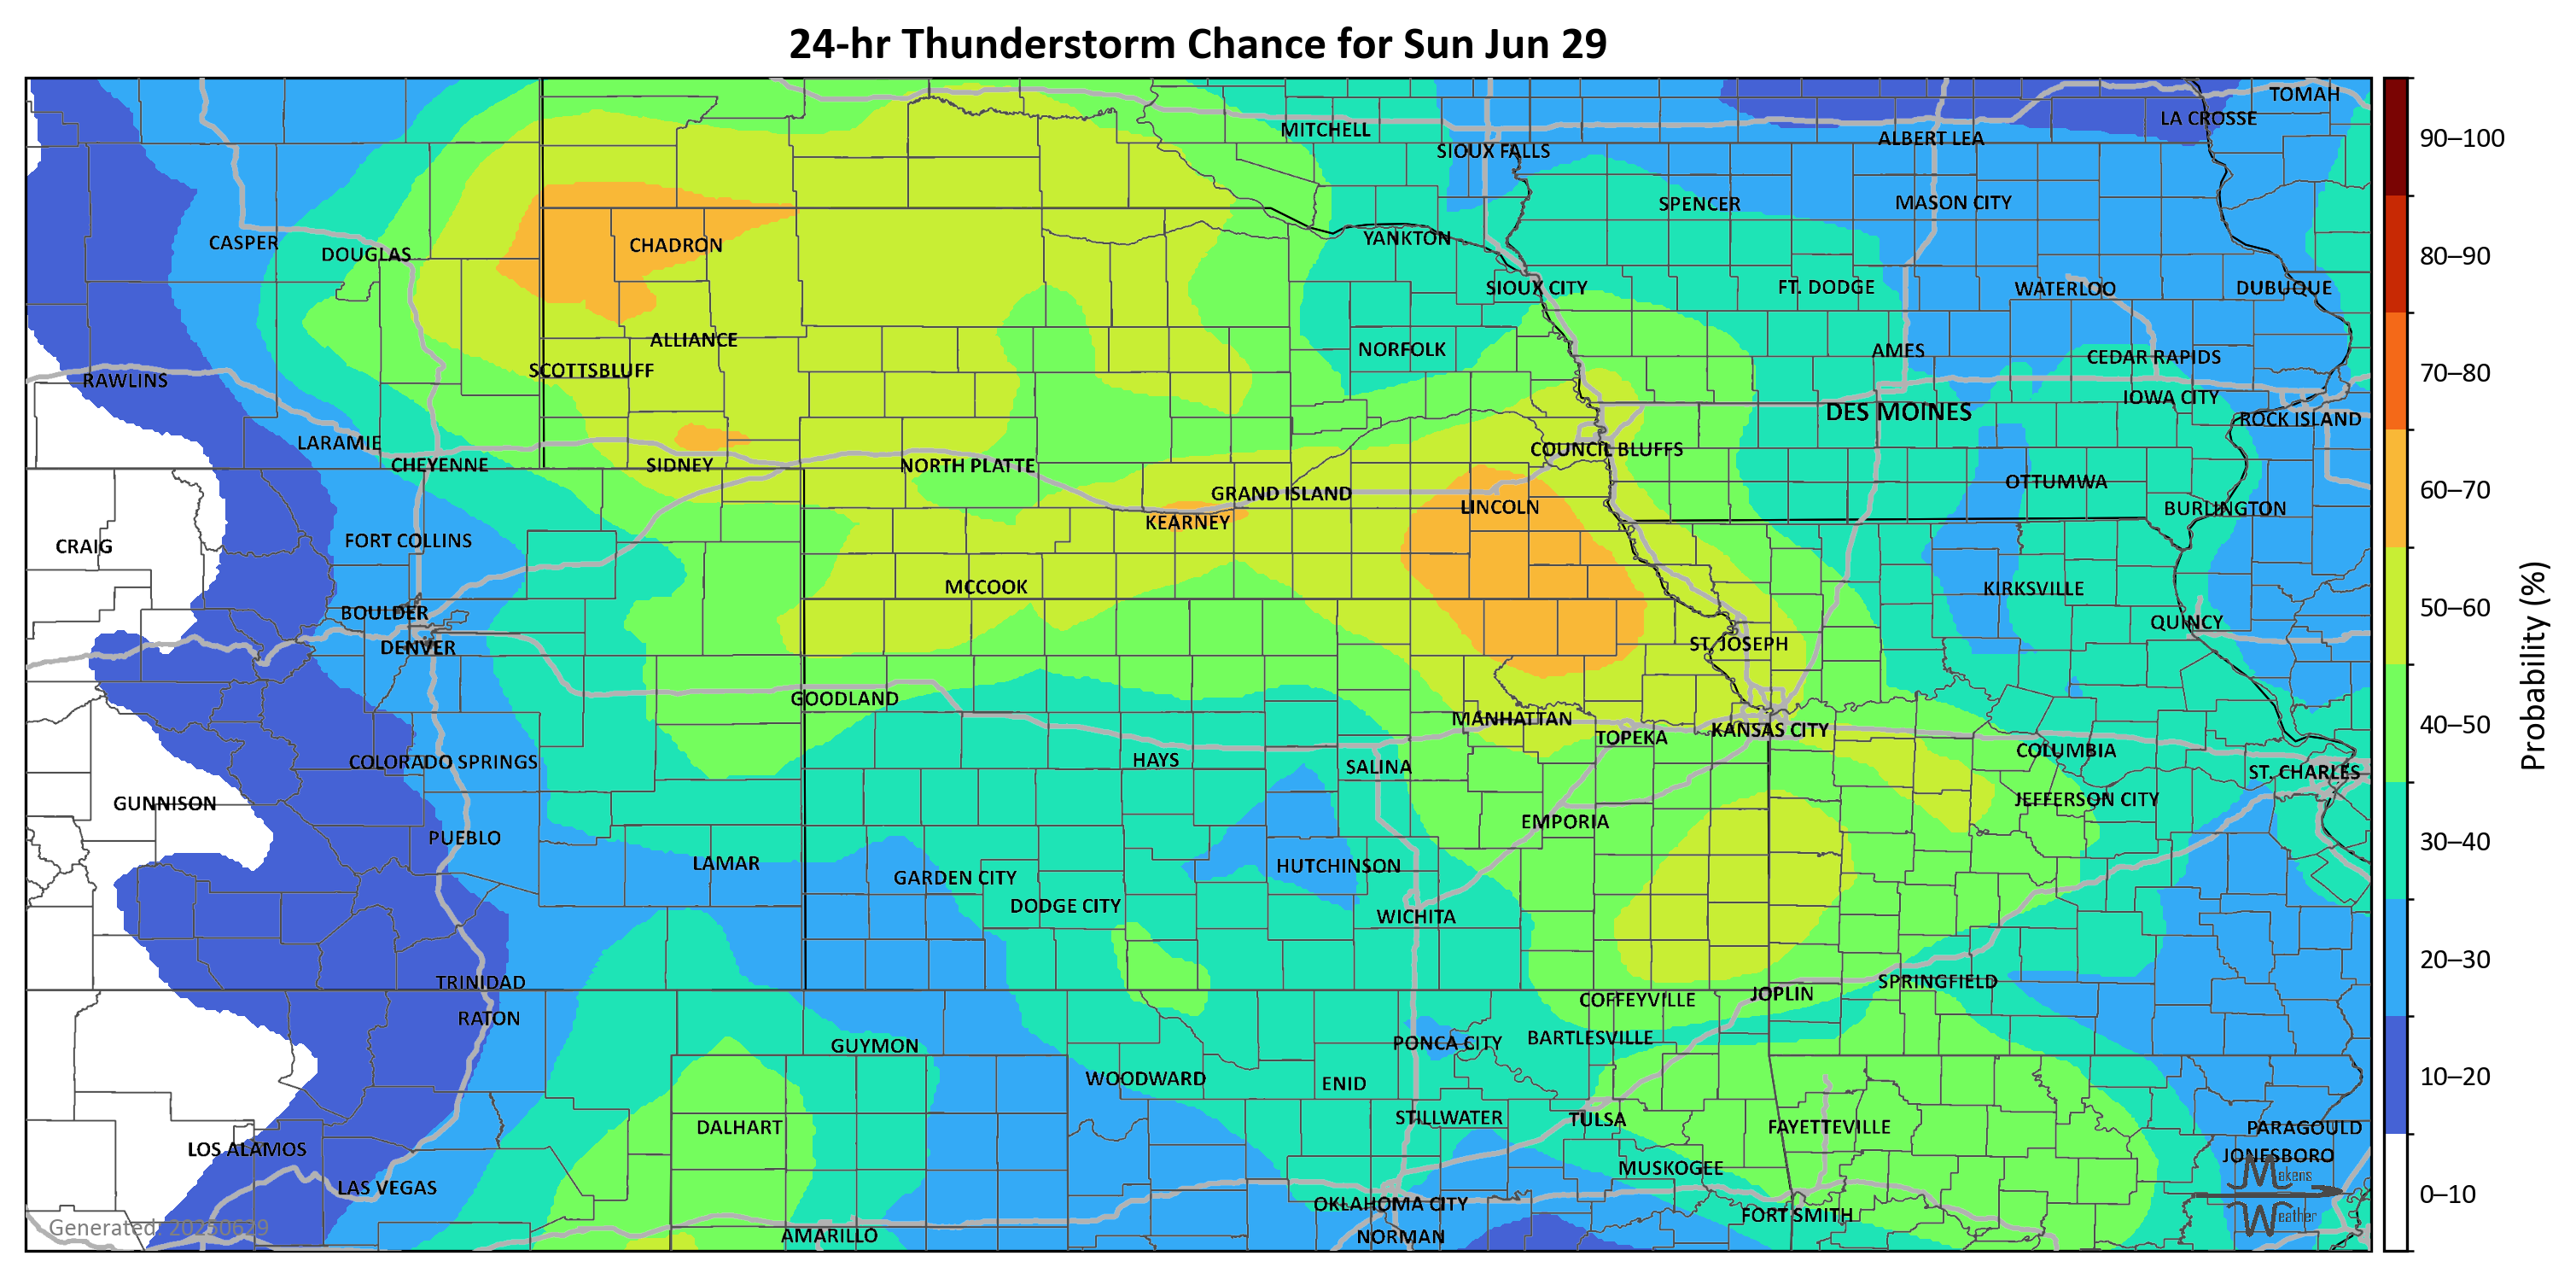 24-hr Thunderstorm Chance for Sun Jun 29
TOMAH
LA CROSSE
MITCHELL
ALBERT LEA
SIOUX FALLS
SPENCER
MASON CITY
CASPER
DOUGLAS
CHADRON
YANKTON
SIOUX CITY
FT. DODGE
WATERLOO
DUBUQUE
ALLIANCE
NORFOLK
AMES
CEDAR RAPIDS
RAWLINS
SCOTTSBLUFF
IOWA CITY
DES MOINES
ROCK ISLAND
LARAMIE
COUNCIL BLUFFS
CHEYENNE
SIDNEY
NORTH PLATTE
OTTUMWA
GRAND ISLAND
LINCOLN
BURLINGTON
KEARNEY
CRAIG
FORT COLLINS
MCCOOK
KIRKSVILLE
BOULDER
QUINCY
DENVER
ST. JOSEPH
GOODLAND
MANHATTAN
KANSAS CITY
TOPEKA
COLUMBIA
COLORADO SPRINGS
HAYS
SALINA
ST. CHARLES
GUNNISON
JEFFERSON CITY
EMPORIA
PUEBLO
LAMAR
HUTCHINSON
GARDEN CITY
DODGE CITY
WICHITA
TRINIDAD
SPRINGFIELD
JOPLIN
COFFEYVILLE
RATON
BARTLESVILLE
PONCA CITY
GUYMON
WOODWARD
ENID
STILLWATER
TULSA
DALHART
FAYETTEVILLE
PARAGOULD
LOS ALAMOS
JONESBORO
MUSKOGEE
LAS VEGAS
OKLAHOMA CITY
FORT SMITH
AMARILLO
NORMAN
Generated: 20250629
Makens
Weather
90–100
80–90
70–80
60–70
50–60
40–50
30–40
20–30
10–20
0–10
Probability (%)